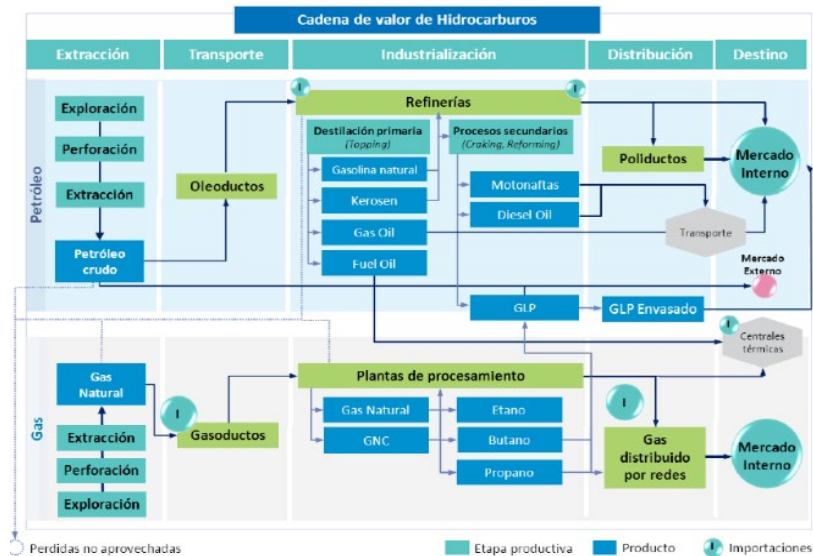 Cadena de valor de Hidrocarburos
Extracción
Transporte
Industrialización
Distribución
Destino
Petróleo
Exploración
Perforación
Extracción
Petróleo
crudo
Oleoductos
I
Refinerías
I
Destilación primaria
(Topping)
Gasolina natural
Kerosen
Gas Oil
Fuel Oil
Procesos secundarios
(Craking, Reforming)
Motonaftas
Diesel Oil
GLP
Poliductos
GLP Envasado
Mercado
Interno
Transporte
Mercado
Externo
I
Centrales
térmicas
Gas
Gas
Natural
Extracción
Perforación
Exploración
I
Gasoductos
Plantas de procesamiento
Gas Natural
GNC
Etano
Butano
Propano
I
Gas
distribuido
por redes
Mercado
Interno
Perdidas no aprovechadas
Etapa productiva
Producto
I
Importaciones